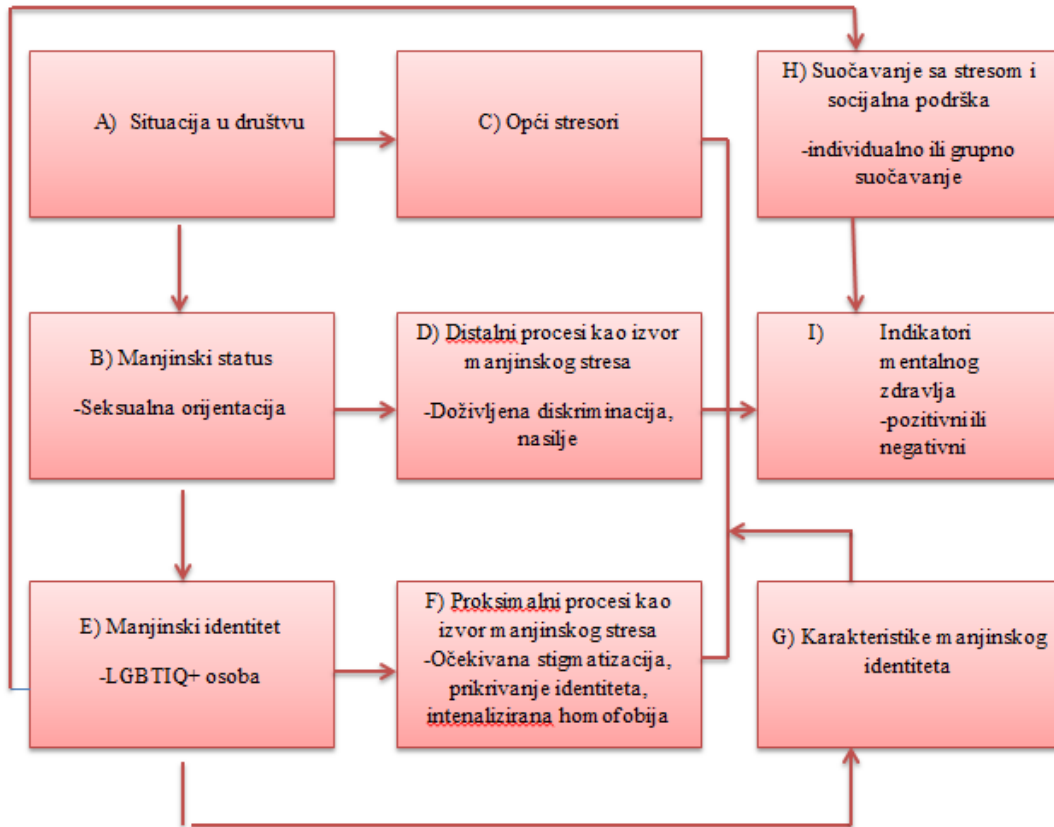 A) Situacija u društvu
C) Opći stresori
H) Suočavanje sa stresom i
socijalna podrška
-individualno ili grupno
suočavanje
B) Manjinski status
-Seksualna orijentacija
D) Distalni procesi kao izvor
manjinskog stresa
-Doživljena diskriminacija,
nasilje
I) Indikatori
mentalnog
zdravlja
-pozitivni ili
negativni
E) Manjinski identitet
-LGBTIQ+ osoba
F) Proksimalni procesi kao
izvor manjinskog stresa
-Očekivana stigmatizacija,
prikrivanje identiteta,
intenalizirana homofobija
G) Karakteristike manjinskog
identiteta